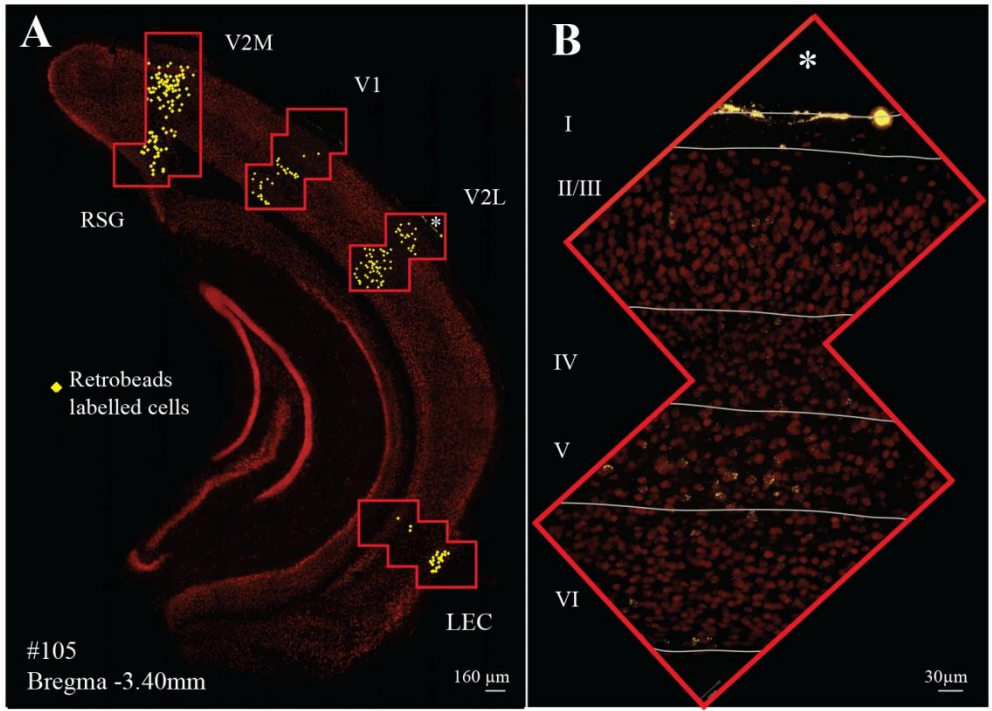 A
V2M
V1
V2L
*
RSG
Retrobeads
labelled cells
LEC
#105
Bregma -3.40mm
160 µm
B
*
I
II/III
IV
V
VI
30µm